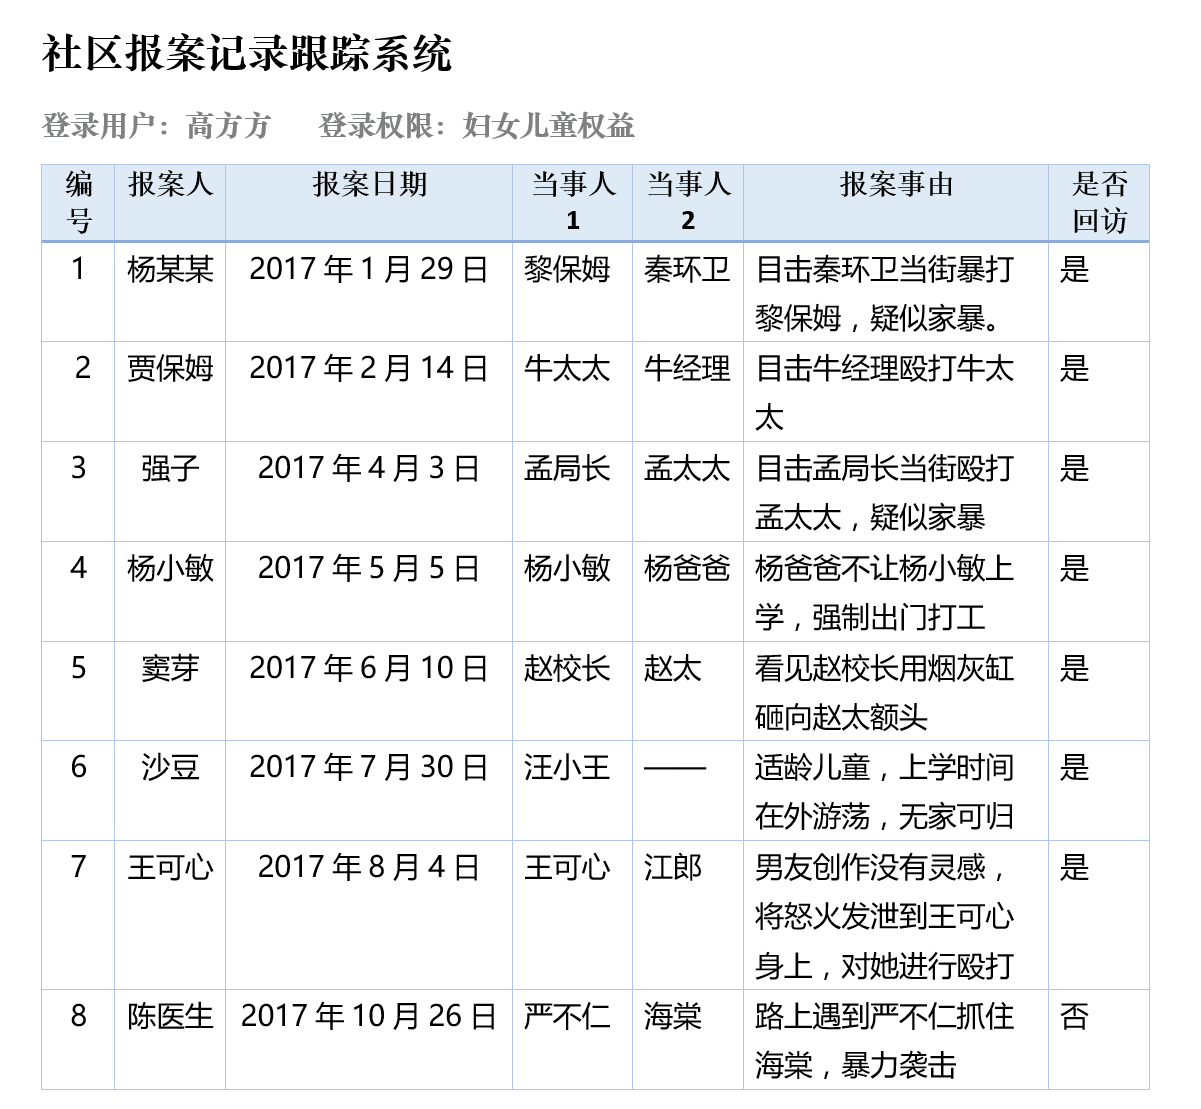 社区报案记录跟踪系统
登录用户：高方方 登录权限：妇女儿童权益
编号 报案人 报案日期 当事人1 当事人2 报案事由 是否回访
1 杨某某 2017年1月29日 黎保姆 秦环卫 目击秦环卫当街暴打 是
黎保姆，疑似家暴。
2 贾保姆 2017年2月14日 牛太太 牛经理 目击牛经理殴打牛太 是
太
3 强子 2017年4月3日 孟局长 孟太太 目击孟局长当街殴打 是
孟太太，疑似家暴
4 杨小敏 2017年5月5日 杨小敏 杨爸爸 杨爸爸不让杨小敏上 是
学，强制出门打工
5 窦芽 2017年6月10日 赵校长 赵太 看见赵校长用烟灰缸 是
砸向赵太额头
6 沙豆 2017年7月30日 汪小王 —— 适龄儿童，上学时间 是
在外游荡，无家可归
7 王可心 2017年8月4日 王可心 江郎 男友创作没有灵感， 是
将怒火发泄到王可心
身上，对她进行殴打
8 陈医生 2017年10月26日 严不仁 海棠 路上遇到严不仁抓住 否
海棠，暴力袭击